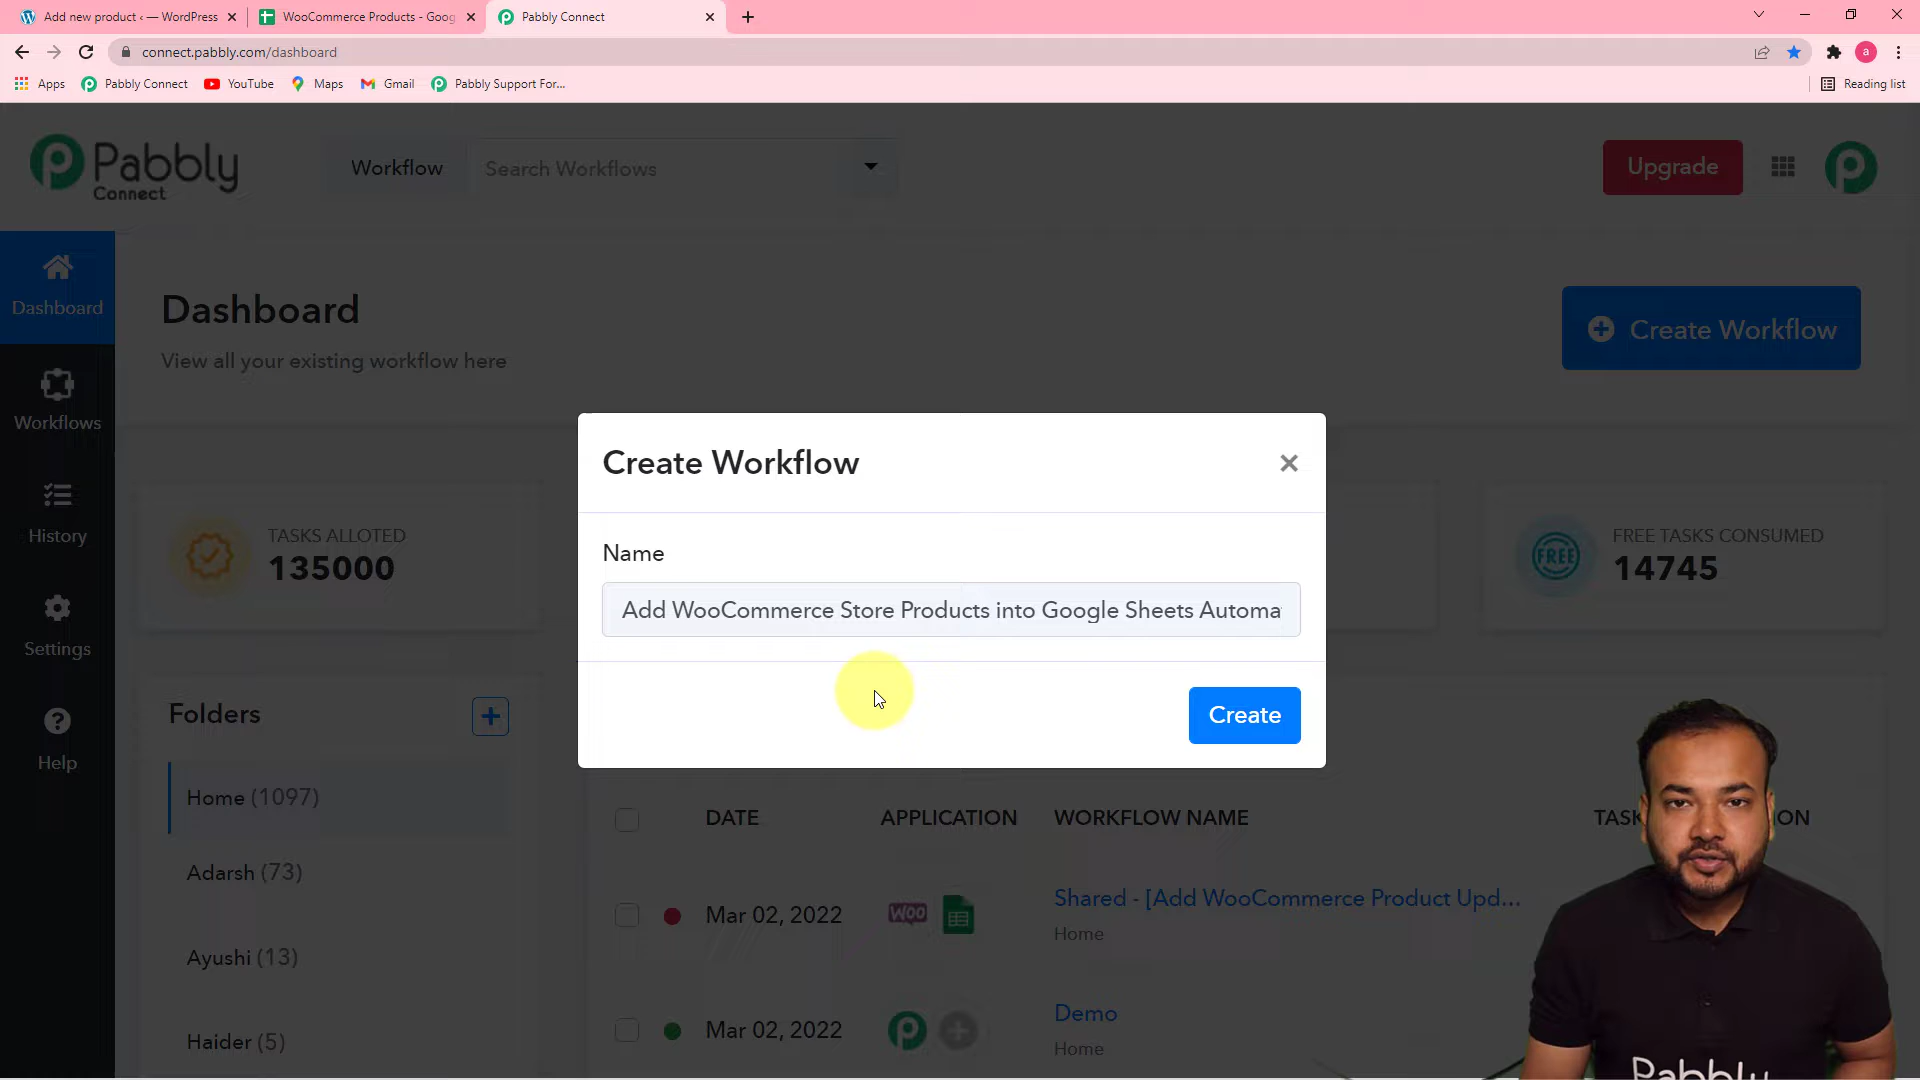 Add new product ‹ — WordPress
WooCommerce Products - Goog
Pabbly Connect
connect.pabbly.com/dashboard
a
Apps
Pabbly Connect
YouTube
Maps
Gmail
Pabbly Support For...
Reading list
Pabbly
Connect
Workflow
Search Workflows
Upgrade
Dashboard
Workflows
History
Settings
Help
Dashboard
View all your existing workflow here
Create Workflow
TASKS ALLOTED
135000
FREE
FREE TASKS CONSUMED
14745
Create Workflow
Name
Add WooCommerce Store Products into Google Sheets Automa
Create
Folders
Home (1097)
Adarsh (73)
Ayushi (13)
Haider (5)
DATE
APPLICATION
WORKFLOW NAME
Mar 02, 2022
Woo
Shared - [Add WooCommerce Product Upd...
Home
Mar 02, 2022
Demo
Home
Pabbly